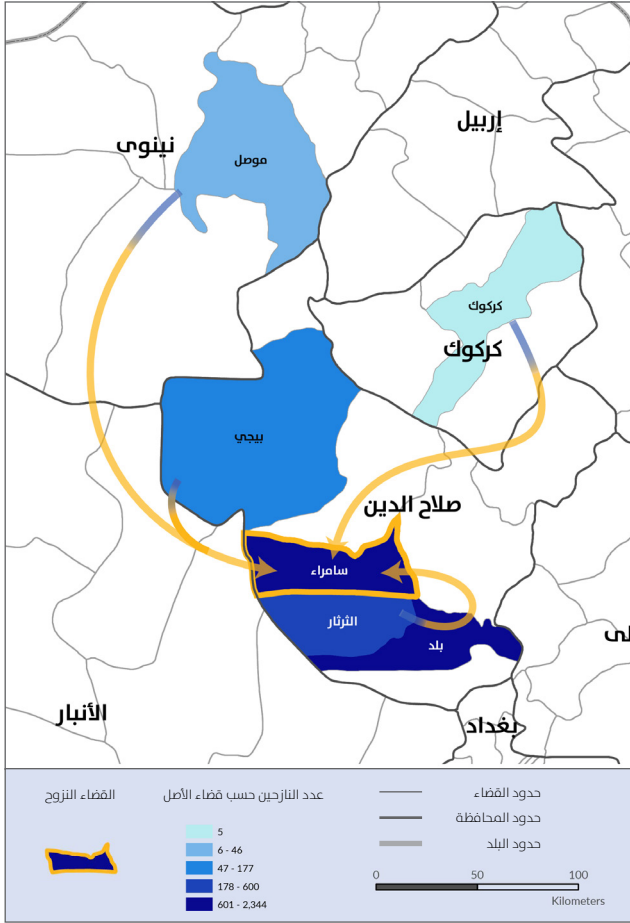 إربيل
نينوى
موصل
كركوك
كركوك
بيجي
صلاح الدين
سامراء
الثرثار
بلد
لى
الأنبار
بغداد
حدود القضاء
حدود المحافظة
حدود البلد
0 50 100
Kilometers
عدد النازحين حسب قضاء الأصل
5
6 - 46
47 - 177
178 - 600
601 - 2,344
القضاء النزوح